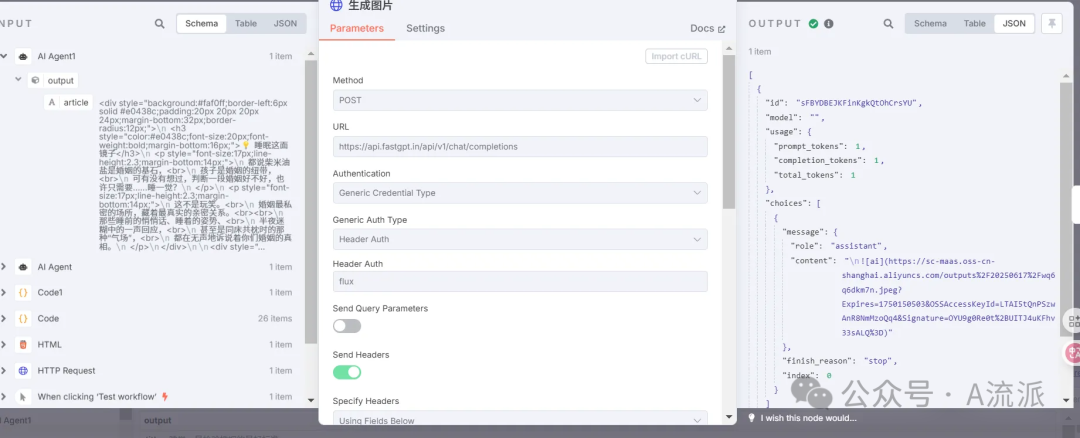 INPUT
Schema
Table
JSON
AI Agent1
1 item
output
A article
<div style="background:#faf0ff;border-left:6px
solid #e0438c;padding:20px 20px 20px
24px;margin-bottom:32px;border-
radius:12px;">\n <h3
style="color:#e0438c;font-size:20px;font-
weight:bold;margin-bottom:16px;">💡 睡眠这面
镜子</h3>\n <p style="font-size:17px;line-
height:2.3;margin-bottom:14px;">\n 都说柴米油
盐是婚姻的基石,<br>\n 孩子是婚姻的纽带,
<br>\n 可有没有想过，判断一段婚姻好不好，也
许只需要……睡一觉？\n </p>\n <p style="font-
size:17px;line-height:2.3;margin-
bottom:14px;">\n 这不是玩笑。<br>\n 婚姻最私
密的场所，藏着最真实的亲密关系。<br><br>\n
那些睡前的悄悄话、睡着的姿势、<br>\n 半夜迷
糊中的一声回应，<br>\n 甚至是同床共枕时的那
种“气场”，<br>\n 都在无声地诉说着你们婚姻的真
相。\n </p>\n</div>\n\n<div style="...
AI Agent
1 item
Code1
1 item
Code
26 items
HTML
1 item
HTTP Request
1 item
When clicking 'Test workflow'
1 item
AI Agent1
output
生成图片
Parameters
Settings
Docs
Import cURL
Method
POST
URL
https://api.fastgpt.in/api/v1/chat/completions
Authentication
Generic Credential Type
Generic Auth Type
Header Auth
Header Auth
flux
Send Query Parameters
Send Headers
Specify Headers
Using Fields Below
OUTPUT
Schema
Table
JSON
1 item
[
{
"id": "sFBYDBEJKFinKgkQtOhCrsYU",
"model": "",
"usage": {
"prompt_tokens": 1,
"completion_tokens": 1,
"total_tokens": 1
},
"choices": [
{
"message": {
"role": "assistant",
"content": "\n![ai](https://sc-maas.oss-cn-
shanghai.aliyuncs.com/outputs%2F20250617%2Fwq6
q6dkm7n.jpeg?
Expires=1750150503&OSSAccessKeyId=LTAI5tQnPSzw
AnR8NmMzoQq4&Signature=OYU9g0Re0t%2BUITJ4uKFhv
33sALQ%3D)"
},
"finish_reason": "stop",
"index": 0
}
]
公众号 · A流派
I wish this node would...